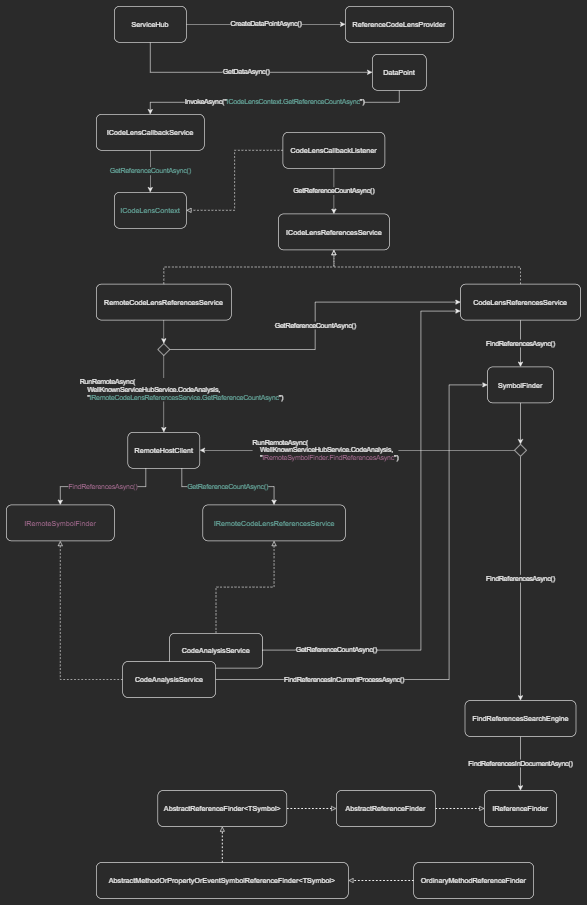 ServiceHub
CreateDataPointAsync()
ReferenceCodeLensProvider
GetDataAsync()
DataPoint
InvokeAsync("ICodeLensContext.GetReferenceCountAsync")
ICodeLensCallbackService
CodeLensCallbackListener
GetReferenceCountAsync()
GetReferenceCountAsync()
ICodeLensContext
ICodeLensReferencesService
RemoteCodeLensReferencesService
CodeLensReferencesService
GetReferenceCountAsync()
FindReferencesAsync()
RunRemoteAsync(
WellKnownServiceHubService.CodeAnalysis,
"IRemoteCodeLensReferencesService.GetReferenceCountAsync")
SymbolFinder
RemoteHostClient
RunRemoteAsync(
WellKnownServiceHubService.CodeAnalysis,
"IRemoteSymbolFinder.FindReferencesAsync")
FindReferencesAsync()
GetReferenceCountAsync()
IRemoteSymbolFinder
IRemoteCodeLensReferencesService
FindReferencesAsync()
CodeAnalysisService
GetReferenceCountAsync()
CodeAnalysisService
FindReferencesInCurrentProcessAsync()
FindReferencesSearchEngine
FindReferencesInDocumentAsync()
AbstractReferenceFinder<TSymbol>
AbstractReferenceFinder
IReferenceFinder
AbstractMethodOrPropertyOrEventSymbolReferenceFinder<TSymbol>
OrdinaryMethodReferenceFinder